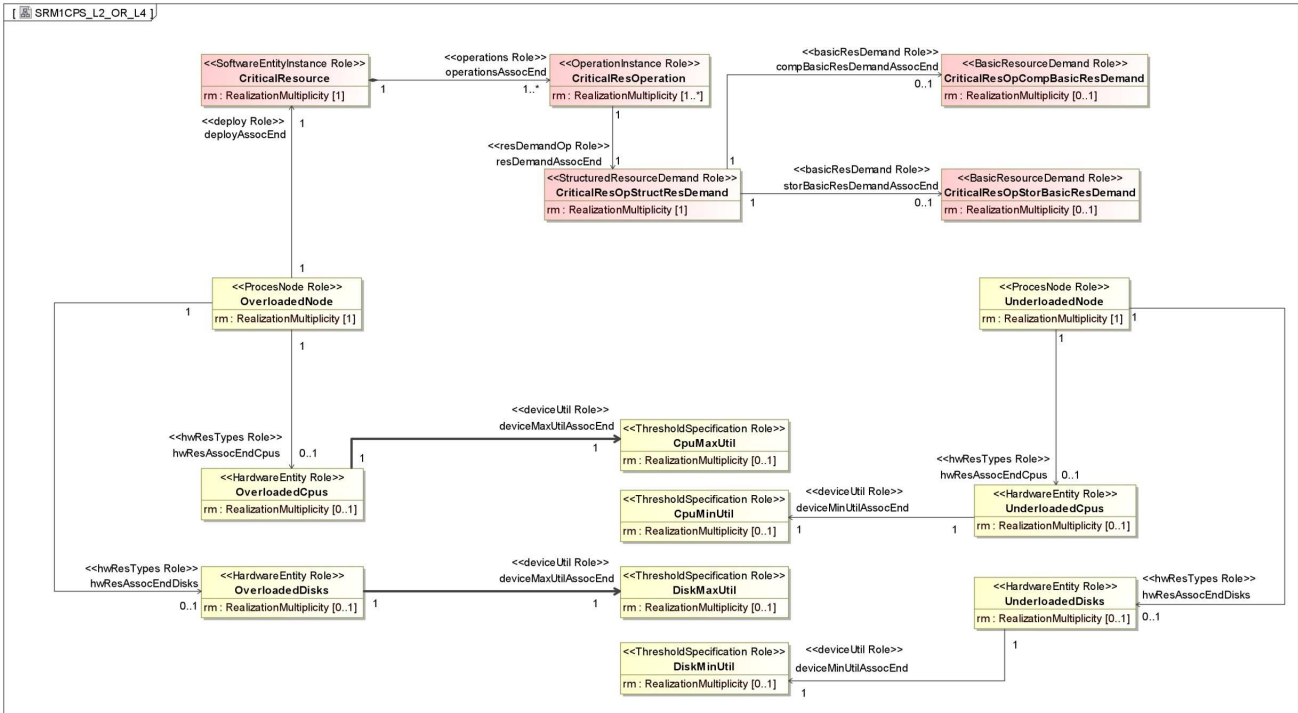 [ SRM1CPS_L2_OR_L4 ]
<<SoftwareEntityInstance Role>>
CriticalResource
rm : RealizationMultiplicity [1]
1
<<operations Role>>
operationsAssocEnd
1..*
<<OperationInstance Role>>
CriticalResOperation
rm : RealizationMultiplicity [1..*]
1
<<basicResDemand Role>>
compBasicResDemandAssocEnd
0..1
<<BasicResourceDemand Role>>
CriticalResOpCompBasicResDemand
rm : RealizationMultiplicity [0..1]
<<deploy Role>>
deployAssocEnd
1
<<resDemandOp Role>>
resDemandAssocEnd
1
1
<<StructuredResourceDemand Role>>
CriticalResOpStructResDemand
rm : RealizationMultiplicity [1]
1
<<basicResDemand Role>>
storBasicResDemandAssocEnd
0..1
<<BasicResourceDemand Role>>
CriticalResOpStorBasicResDemand
rm : RealizationMultiplicity [0..1]
1
<<ProcesNode Role>>
OverloadedNode
rm : RealizationMultiplicity [1]
1
1
<<ProcesNode Role>>
UnderloadedNode
rm : RealizationMultiplicity [1]
1
1
<<hwResTypes Role>>
hwResAssocEndCpus
0..1
<<HardwareEntity Role>>
OverloadedCpus
rm : RealizationMultiplicity [0..1]
1
<<deviceUtil Role>>
deviceMaxUtilAssocEnd
1
<<ThresholdSpecification Role>>
CpuMaxUtil
rm : RealizationMultiplicity [0..1]
<<hwResTypes Role>>
hwResAssocEndCpus
0..1
<<HardwareEntity Role>>
UnderloadedCpus
rm : RealizationMultiplicity [0..1]
1
<<deviceUtil Role>>
deviceMinUtilAssocEnd
1
<<ThresholdSpecification Role>>
CpuMinUtil
rm : RealizationMultiplicity [0..1]
<<hwResTypes Role>>
hwResAssocEndDisks
0..1
<<HardwareEntity Role>>
OverloadedDisks
rm : RealizationMultiplicity [0..1]
1
<<deviceUtil Role>>
deviceMaxUtilAssocEnd
1
<<ThresholdSpecification Role>>
DiskMaxUtil
rm : RealizationMultiplicity [0..1]
<<HardwareEntity Role>>
UnderloadedDisks
rm : RealizationMultiplicity [0..1]
<<hwResTypes Role>>
hwResAssocEndDisks
0..1
1
<<deviceUtil Role>>
deviceMinUtilAssocEnd
1
<<ThresholdSpecification Role>>
DiskMinUtil
rm : RealizationMultiplicity [0..1]